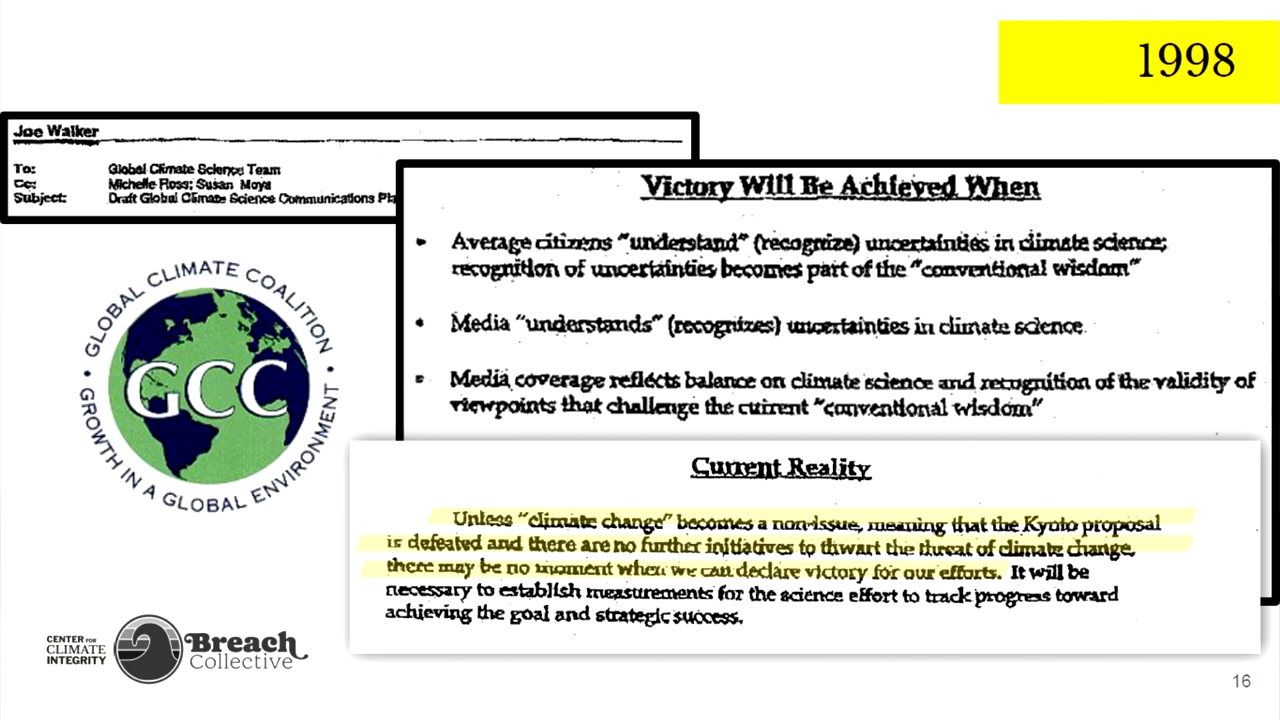 1998
Joe Walker
To: Global Climate Science Team
Cc: Michelle Ross; Susan Moya
Subject: Draft Global Climate Science Communications Pla
Victory Will Be Achieved When
• Average citizens “understand” (recognize) uncertainties in climate science;
recognition of uncertainties becomes part of the “conventional wisdom”
• Media “understands” (recognizes) uncertainties in climate science
• Media coverage reflects balance on climate science and recognition of the validity of
viewpoints that challenge the current “conventional wisdom”
GLOBAL CLIMATE COALITION
GCC
GROWTH IN A GLOBAL ENVIRONMENT
Current Reality
Unless “climate change” becomes a non-issue, meaning that the Kyoto proposal
is defeated and there are no further initiatives to thwart the threat of climate change,
there may be no moment when we can declare victory for our efforts. It will be
necessary to establish measurements for the science effort to track progress toward
achieving the goal and strategic success.
CENTER FOR
CLIMATE
INTEGRITY
Breach
Collective
16